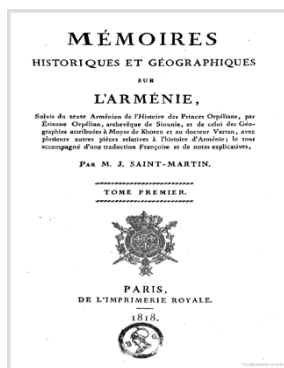 MÉMOIRES
HISTORIQUES ET GÉOGRAPHIQUES
SUR
L'ARMÉNIE,
Suivis du texte Arménien de l'Histoire des Princes Orpélians, par
Étienne Orpélian, archevêque de Siounie, et de celui des Géo-
graphies attribuées à Moyse de Khoren et au docteur Vartan, avec
plusieurs autres pièces relatives à l'histoire d'Arménie; le tout
accompagné d'une traduction Françoise et de notes explicatives,
PAR M. J. SAINT-MARTIN.
TOME PREMIER.
PARIS,
DE L'IMPRIMERIE ROYALE.
1818.